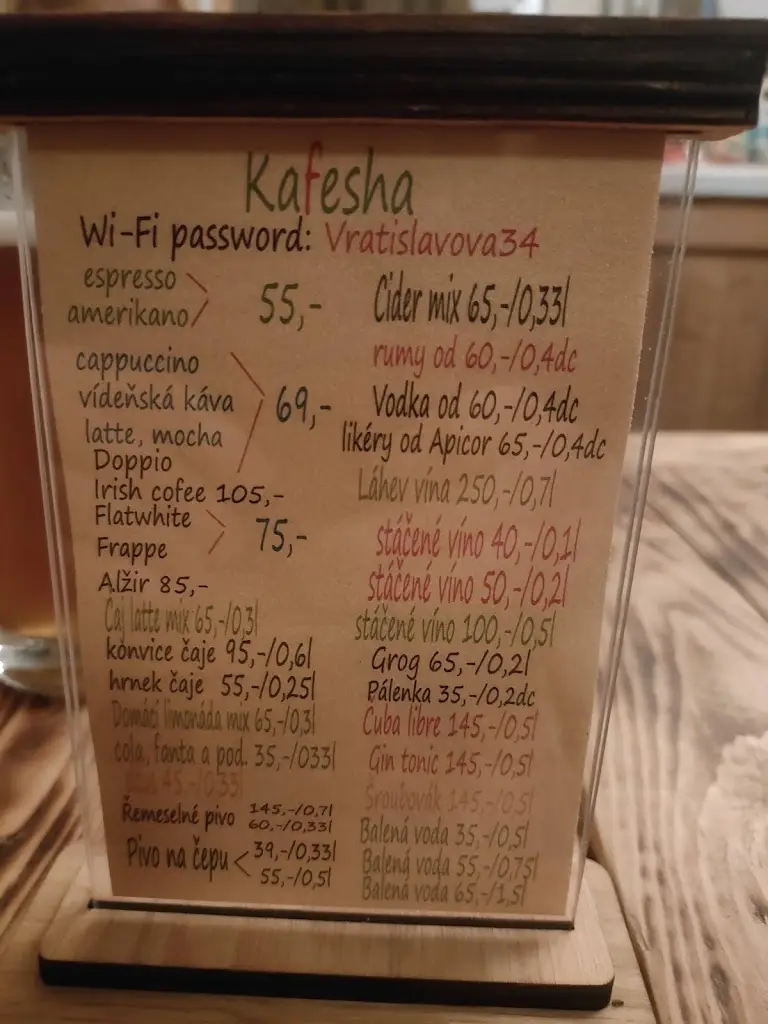 Kafesha
Wi-Fi password: Vratislavova34
espresso
amerikano
55,-
cappuccino
vídeňská káva
latte, mocha
Doppio
69,-
Irish cofee 105,-
Flatwhite
Frappe
75,-
Alžír 85,-
Čaj latte mix 65,-/0,3l
konvice čaje 95,-/0,6l
hrnek čaje 55,-/0,25l
Domácí limonáda mix 65,-/0,3l
cola, fanta a pod. 35,-/033l
45,-/0,33l
Řemeselné pivo 145,-/0,7l
60,-/0,33l
Pivo na čepu < 39,-/0,33l
55,-/0,5l
Cider mix 65,-/0,33l
rumy od 60,-/0,4dc
Vodka od 60,-/0,4dc
likéry od Apicor 65,-/0,4dc
Láhev vína 250,-/0,7l
stáčené víno 40,-/0,1l
stáčené víno 50,-/0,2l
stáčené víno 100,-/0,5l
Grog 65,-/0,2l
Pálenka 35,-/0,2dc
Cuba libre 145,-/0,5l
Gin tonic 145,-/0,5l
Šroubovák 145,-/0,5l
Balená voda 35,-/0,5l
Balená voda 55,-/0,75l
Balená voda 65,-/1,5l